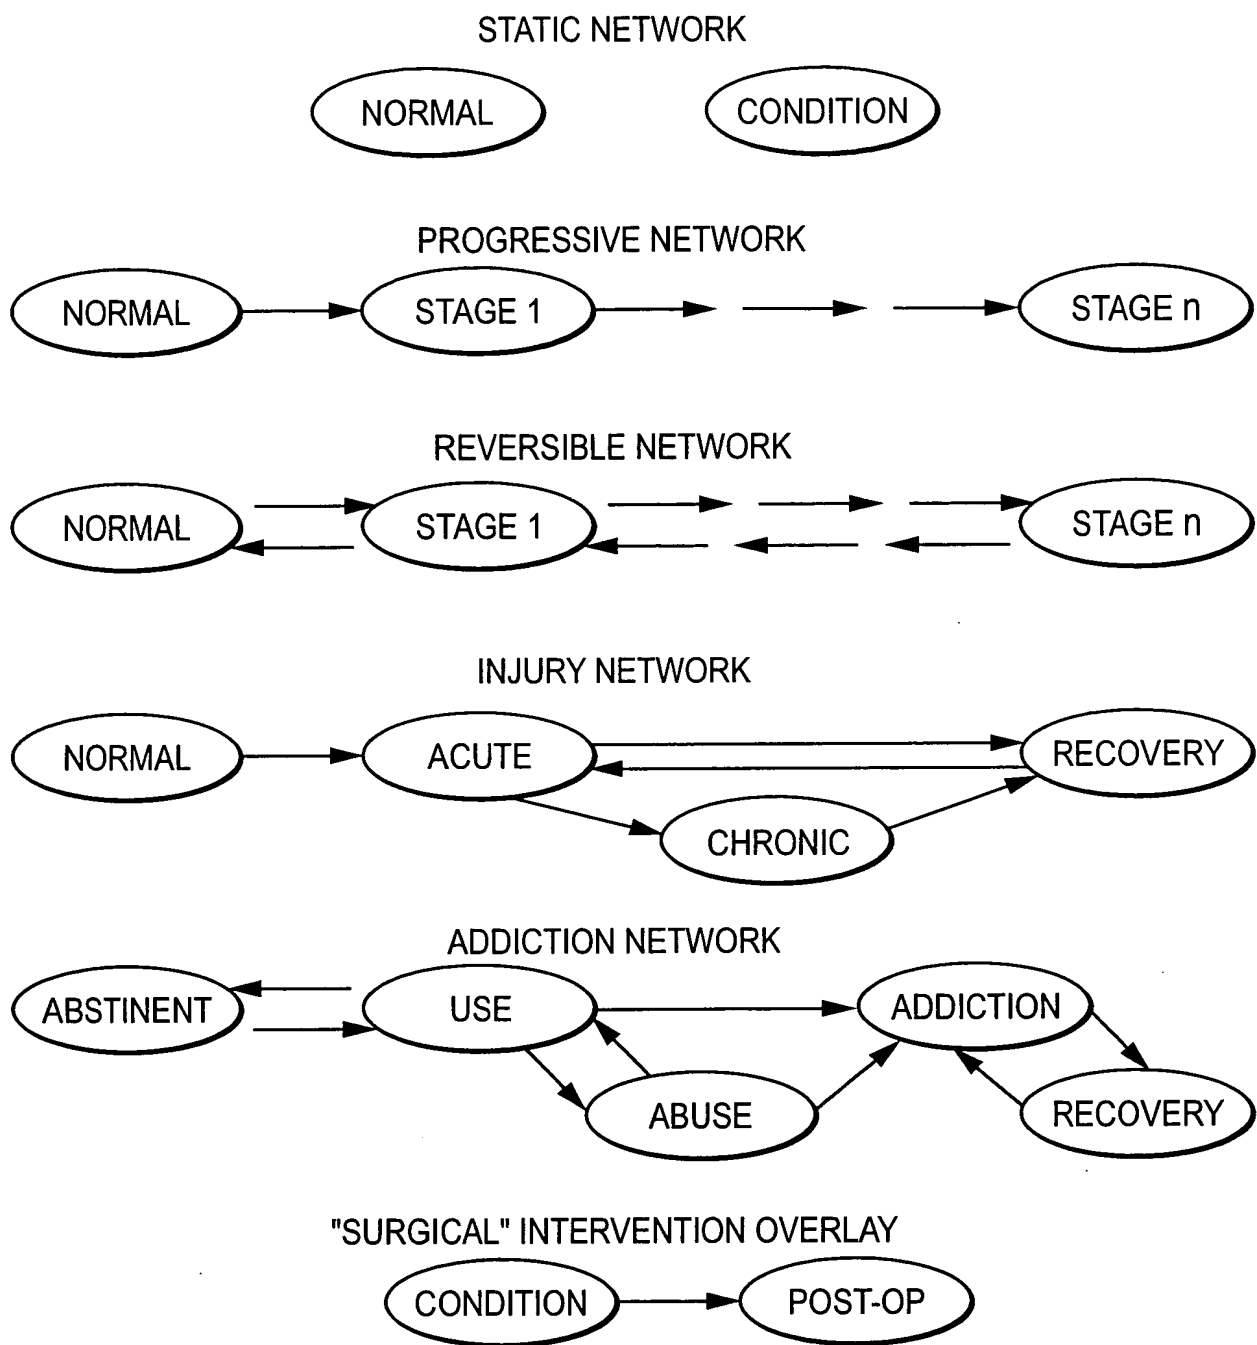 STATIC NETWORK
NORMAL CONDITION
PROGRESSIVE NETWORK
NORMAL STAGE 1 STAGE n
REVERSIBLE NETWORK
NORMAL STAGE 1 STAGE n
INJURY NETWORK
NORMAL ACUTE RECOVERY
CHRONIC
ADDICTION NETWORK
ABSTINENT USE ADDICTION
ABUSE RECOVERY
"SURGICAL" INTERVENTION OVERLAY
CONDITION POST-OP